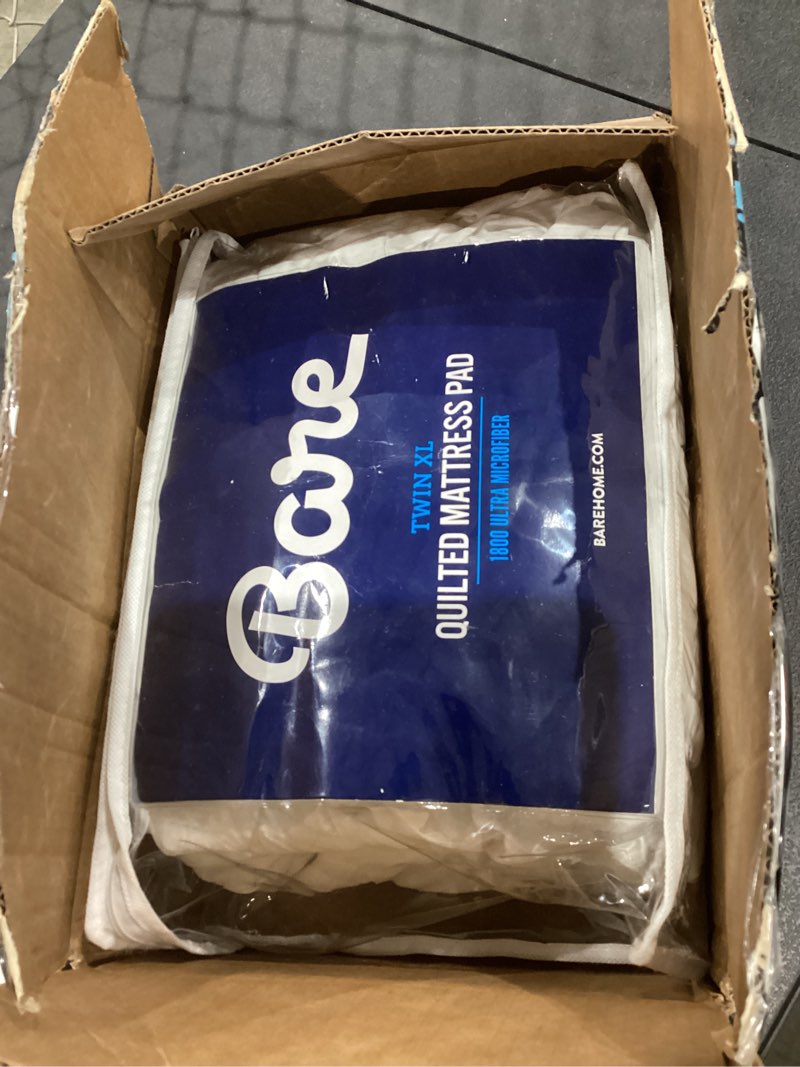 Bare
TWIN XL
QUILTED MATTRESS PAD
1800 ULTRA MICROFIBER
BAREHOME.COM